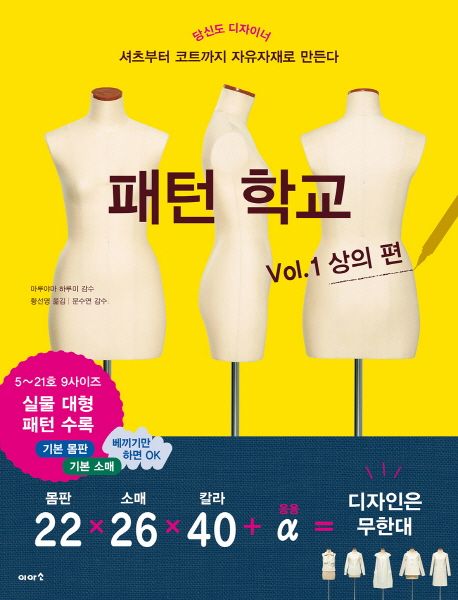 당신도 디자이너
셔츠부터 코트까지 자유자재로 만든다
패턴 학교
Vol.1 상의 편
마루야마 하루미 감수
황선영 옮김 | 문수연 감수
5~21호 9사이즈
실물 대형
패턴 수록
기본 몸판
기본 소매
베끼기만
하면 OK
몸판 소매 칼라 응용
22 × 26 × 40 + α =
디자인은
무한대
이아소